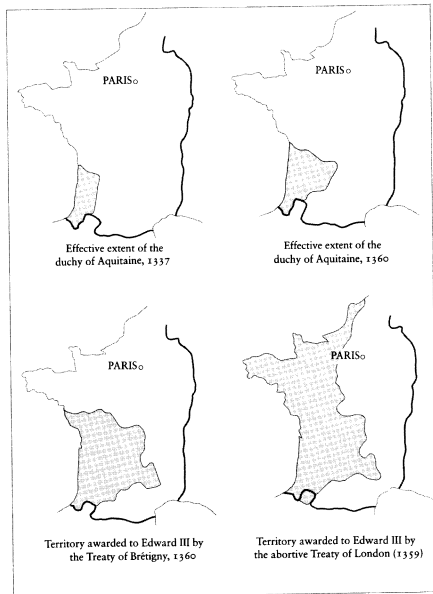 PARIS
Effective extent of the
duchy of Aquitaine, 1337
PARIS
Effective extent of the
duchy of Aquitaine, 1360
PARIS
Territory awarded to Edward III by
the Treaty of Brétigny, 1360
PARIS
Territory awarded to Edward III by
the abortive Treaty of London (1359)